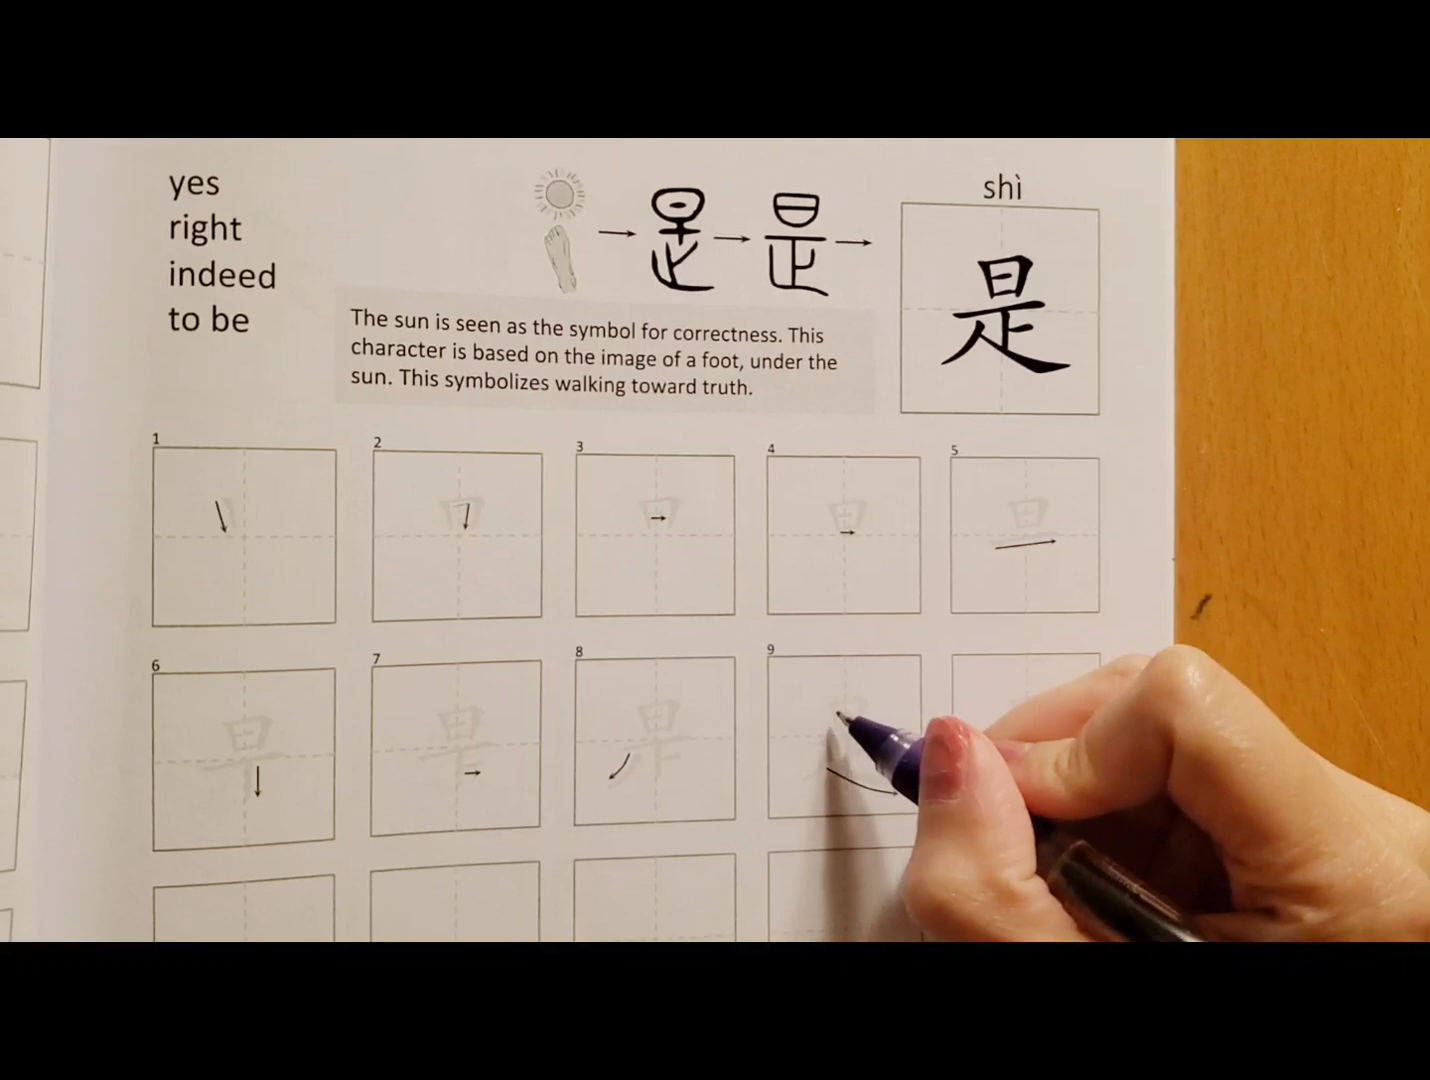 yes
right
indeed
to be
shì
是
The sun is seen as the symbol for correctness. This
character is based on the image of a foot, under the
sun. This symbolizes walking toward truth.
1 2 3 4 5
6 7 8 9